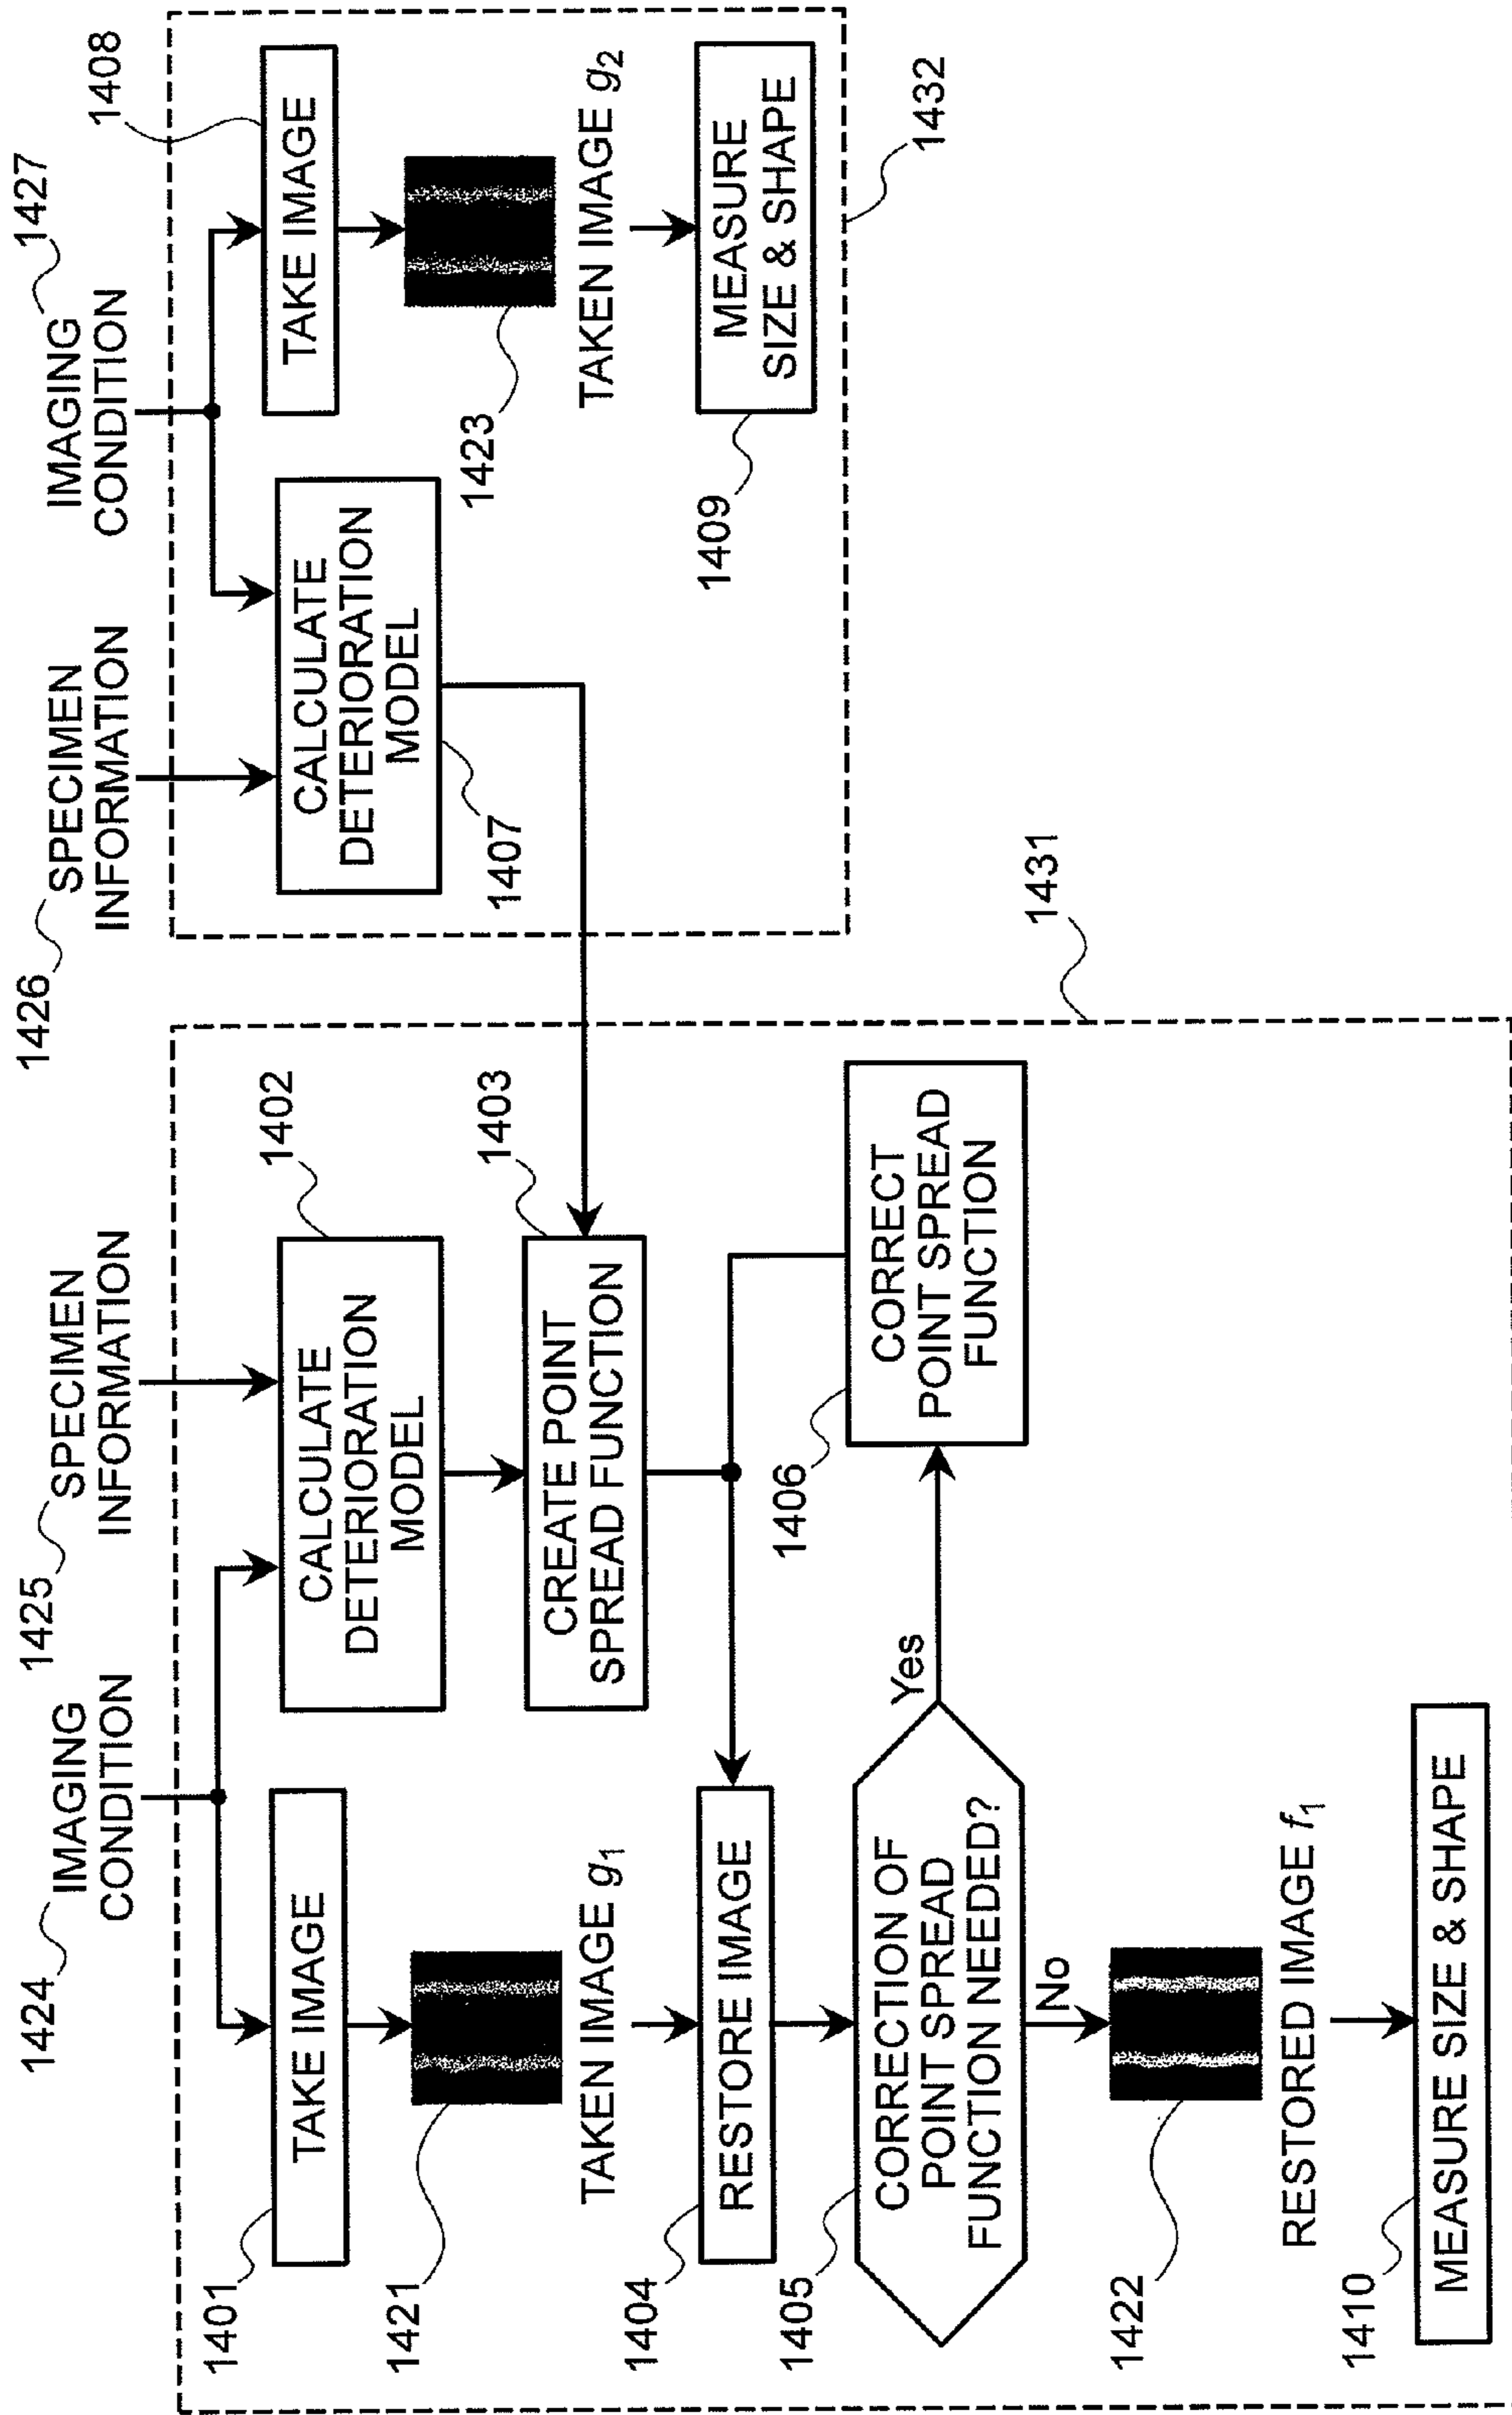 1424
IMAGING
CONDITION
1425
SPECIMEN
INFORMATION
1426
SPECIMEN
INFORMATION
IMAGING
CONDITION
1427
1401
TAKE IMAGE
CALCULATE
DETERIORATION
MODEL
1402
CALCULATE
DETERIORATION
MODEL
1407
TAKE IMAGE
1408
1421
TAKEN IMAGE g1
CREATE POINT
SPREAD FUNCTION
1403
1423
TAKEN IMAGE g2
1404
RESTORE IMAGE
1409
MEASURE
SIZE & SHAPE
1432
1405
CORRECTION OF
POINT SPREAD
FUNCTION NEEDED?
Yes
1406
CORRECT
POINT SPREAD
FUNCTION
1431
No
1422
RESTORED IMAGE f1
1410
MEASURE SIZE & SHAPE